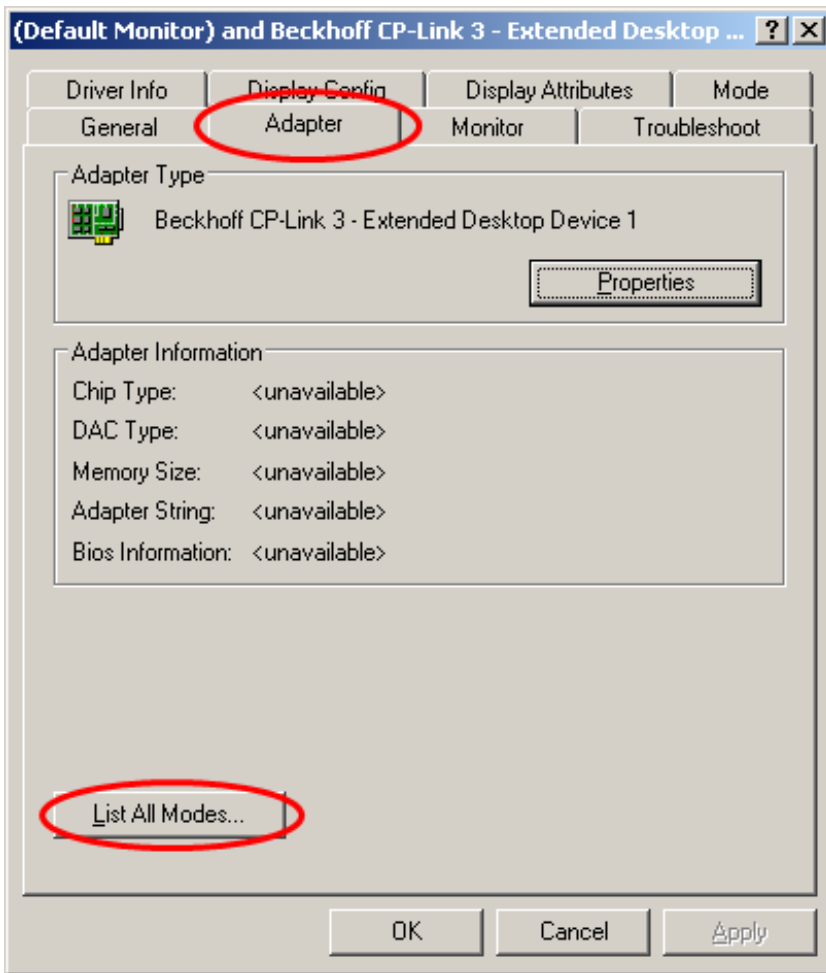 (Default Monitor) and Beckhoff CP-Link 3 - Extended Desktop ...
Driver Info Display Config Display Attributes Mode
General Adapter Monitor Troubleshoot
Adapter Type
Beckhoff CP-Link 3 - Extended Desktop Device 1
Properties
Adapter Information
Chip Type: <unavailable>
DAC Type: <unavailable>
Memory Size: <unavailable>
Adapter String: <unavailable>
Bios Information: <unavailable>
List All Modes...
OK Cancel Apply